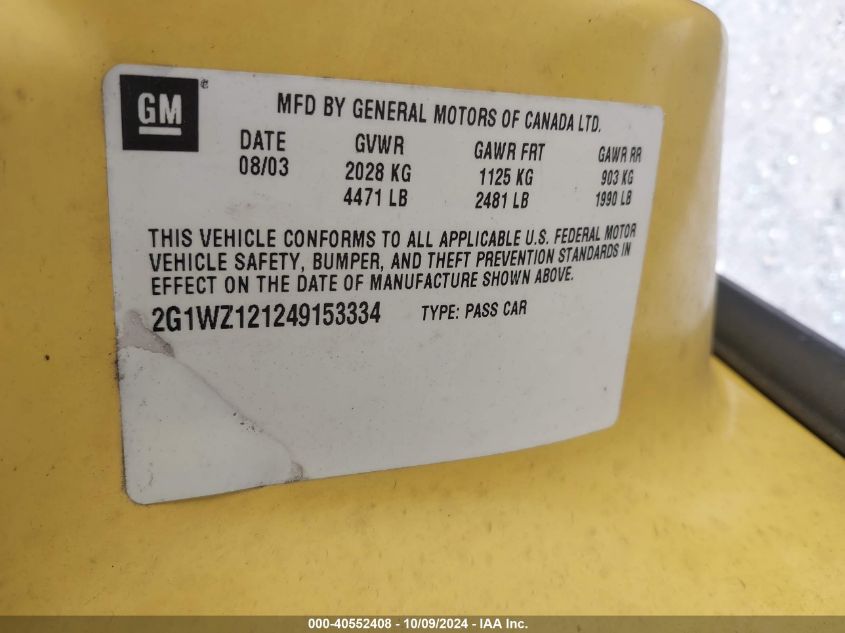 GM
MFD BY GENERAL MOTORS OF CANADA LTD.
DATE GVWR GAWR FRT GAWR RR
08/03 2028 KG 1125 KG 903 KG
4471 LB 2481 LB 1990 LB
THIS VEHICLE CONFORMS TO ALL APPLICABLE U.S. FEDERAL MOTOR
VEHICLE SAFETY, BUMPER, AND THEFT PREVENTION STANDARDS IN
EFFECT ON THE DATE OF MANUFACTURE SHOWN ABOVE.
2G1WZ121249153334 TYPE: PASS CAR
000-40552408 - 10/09/2024 - IAA Inc.